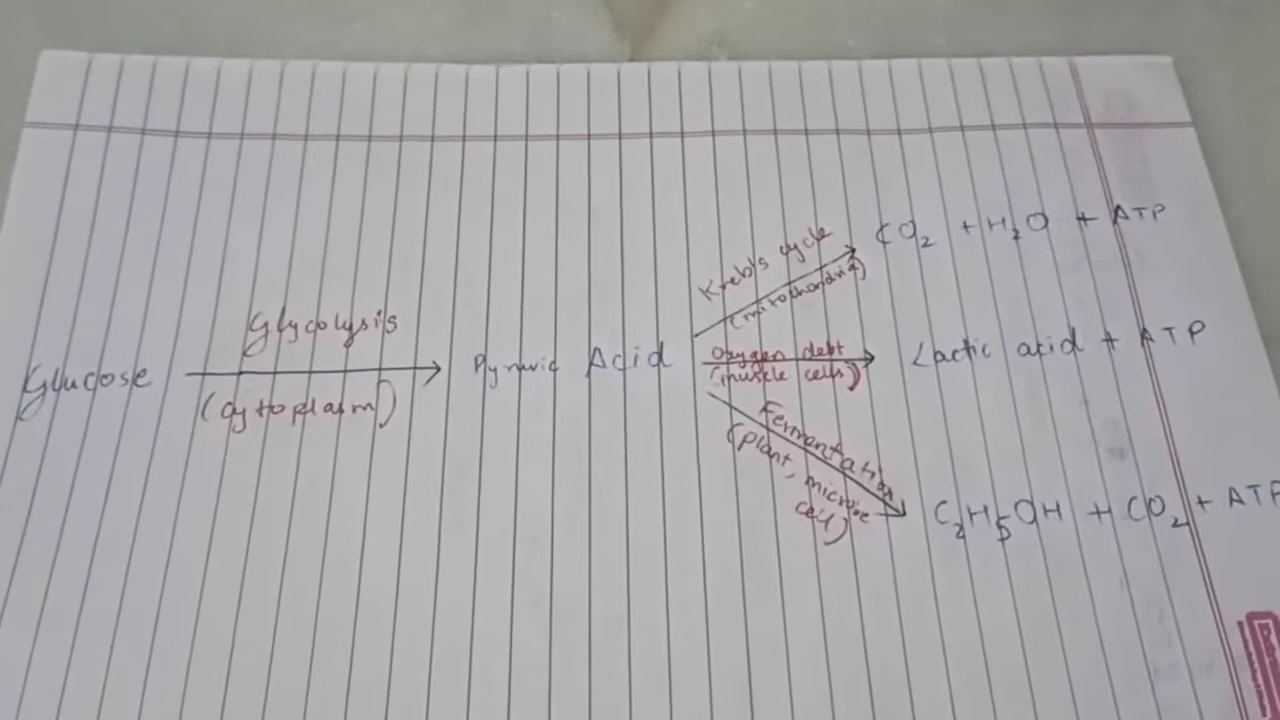 Glucose
Glycolysis
(Cytoplasm)
Pyruvic Acid
Kreb's cycle
(mitochondria)
CO2 + H2O + ATP
Oxygen debt
(muscle cells)
Lactic acid + ATP
Fermentation
(plant, microbe
cell)
C2H5OH + CO2 + ATP